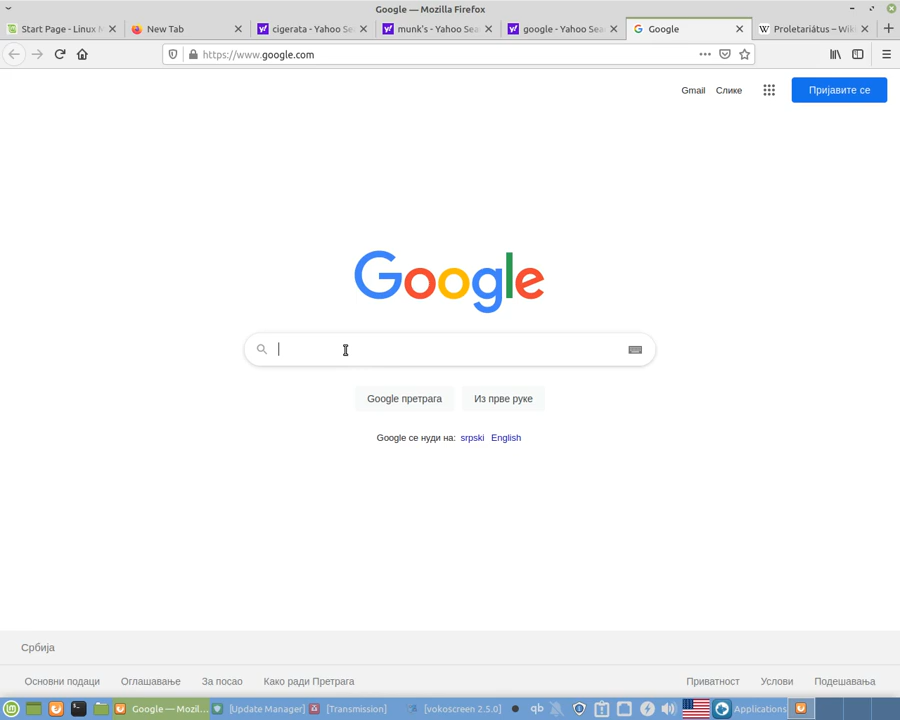 Google — Mozilla Firefox
Start Page - Linux M
New Tab
cigerata - Yahoo Se
munk's - Yahoo Sea
google - Yahoo Sea
Google
Proletariátus – Wik
https://www.google.com
Gmail Слике Пријавите се
Google
Google претрага Из прве руке
Google се нуди на: srpski English
Србија
Основни подаци Оглашавање За посао Како ради Претрага Приватност Услови Подешавања
Google — Mozil... [Update Manager] [Transmission] [vokoscreen 2.5.0] qb Applications